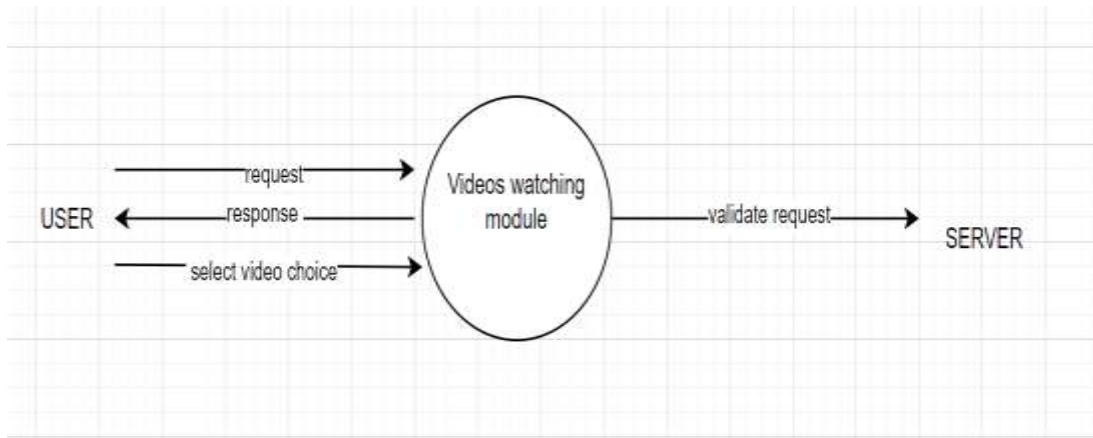 request
Videos watching
module
USER
response
validate request
SERVER
select video choice